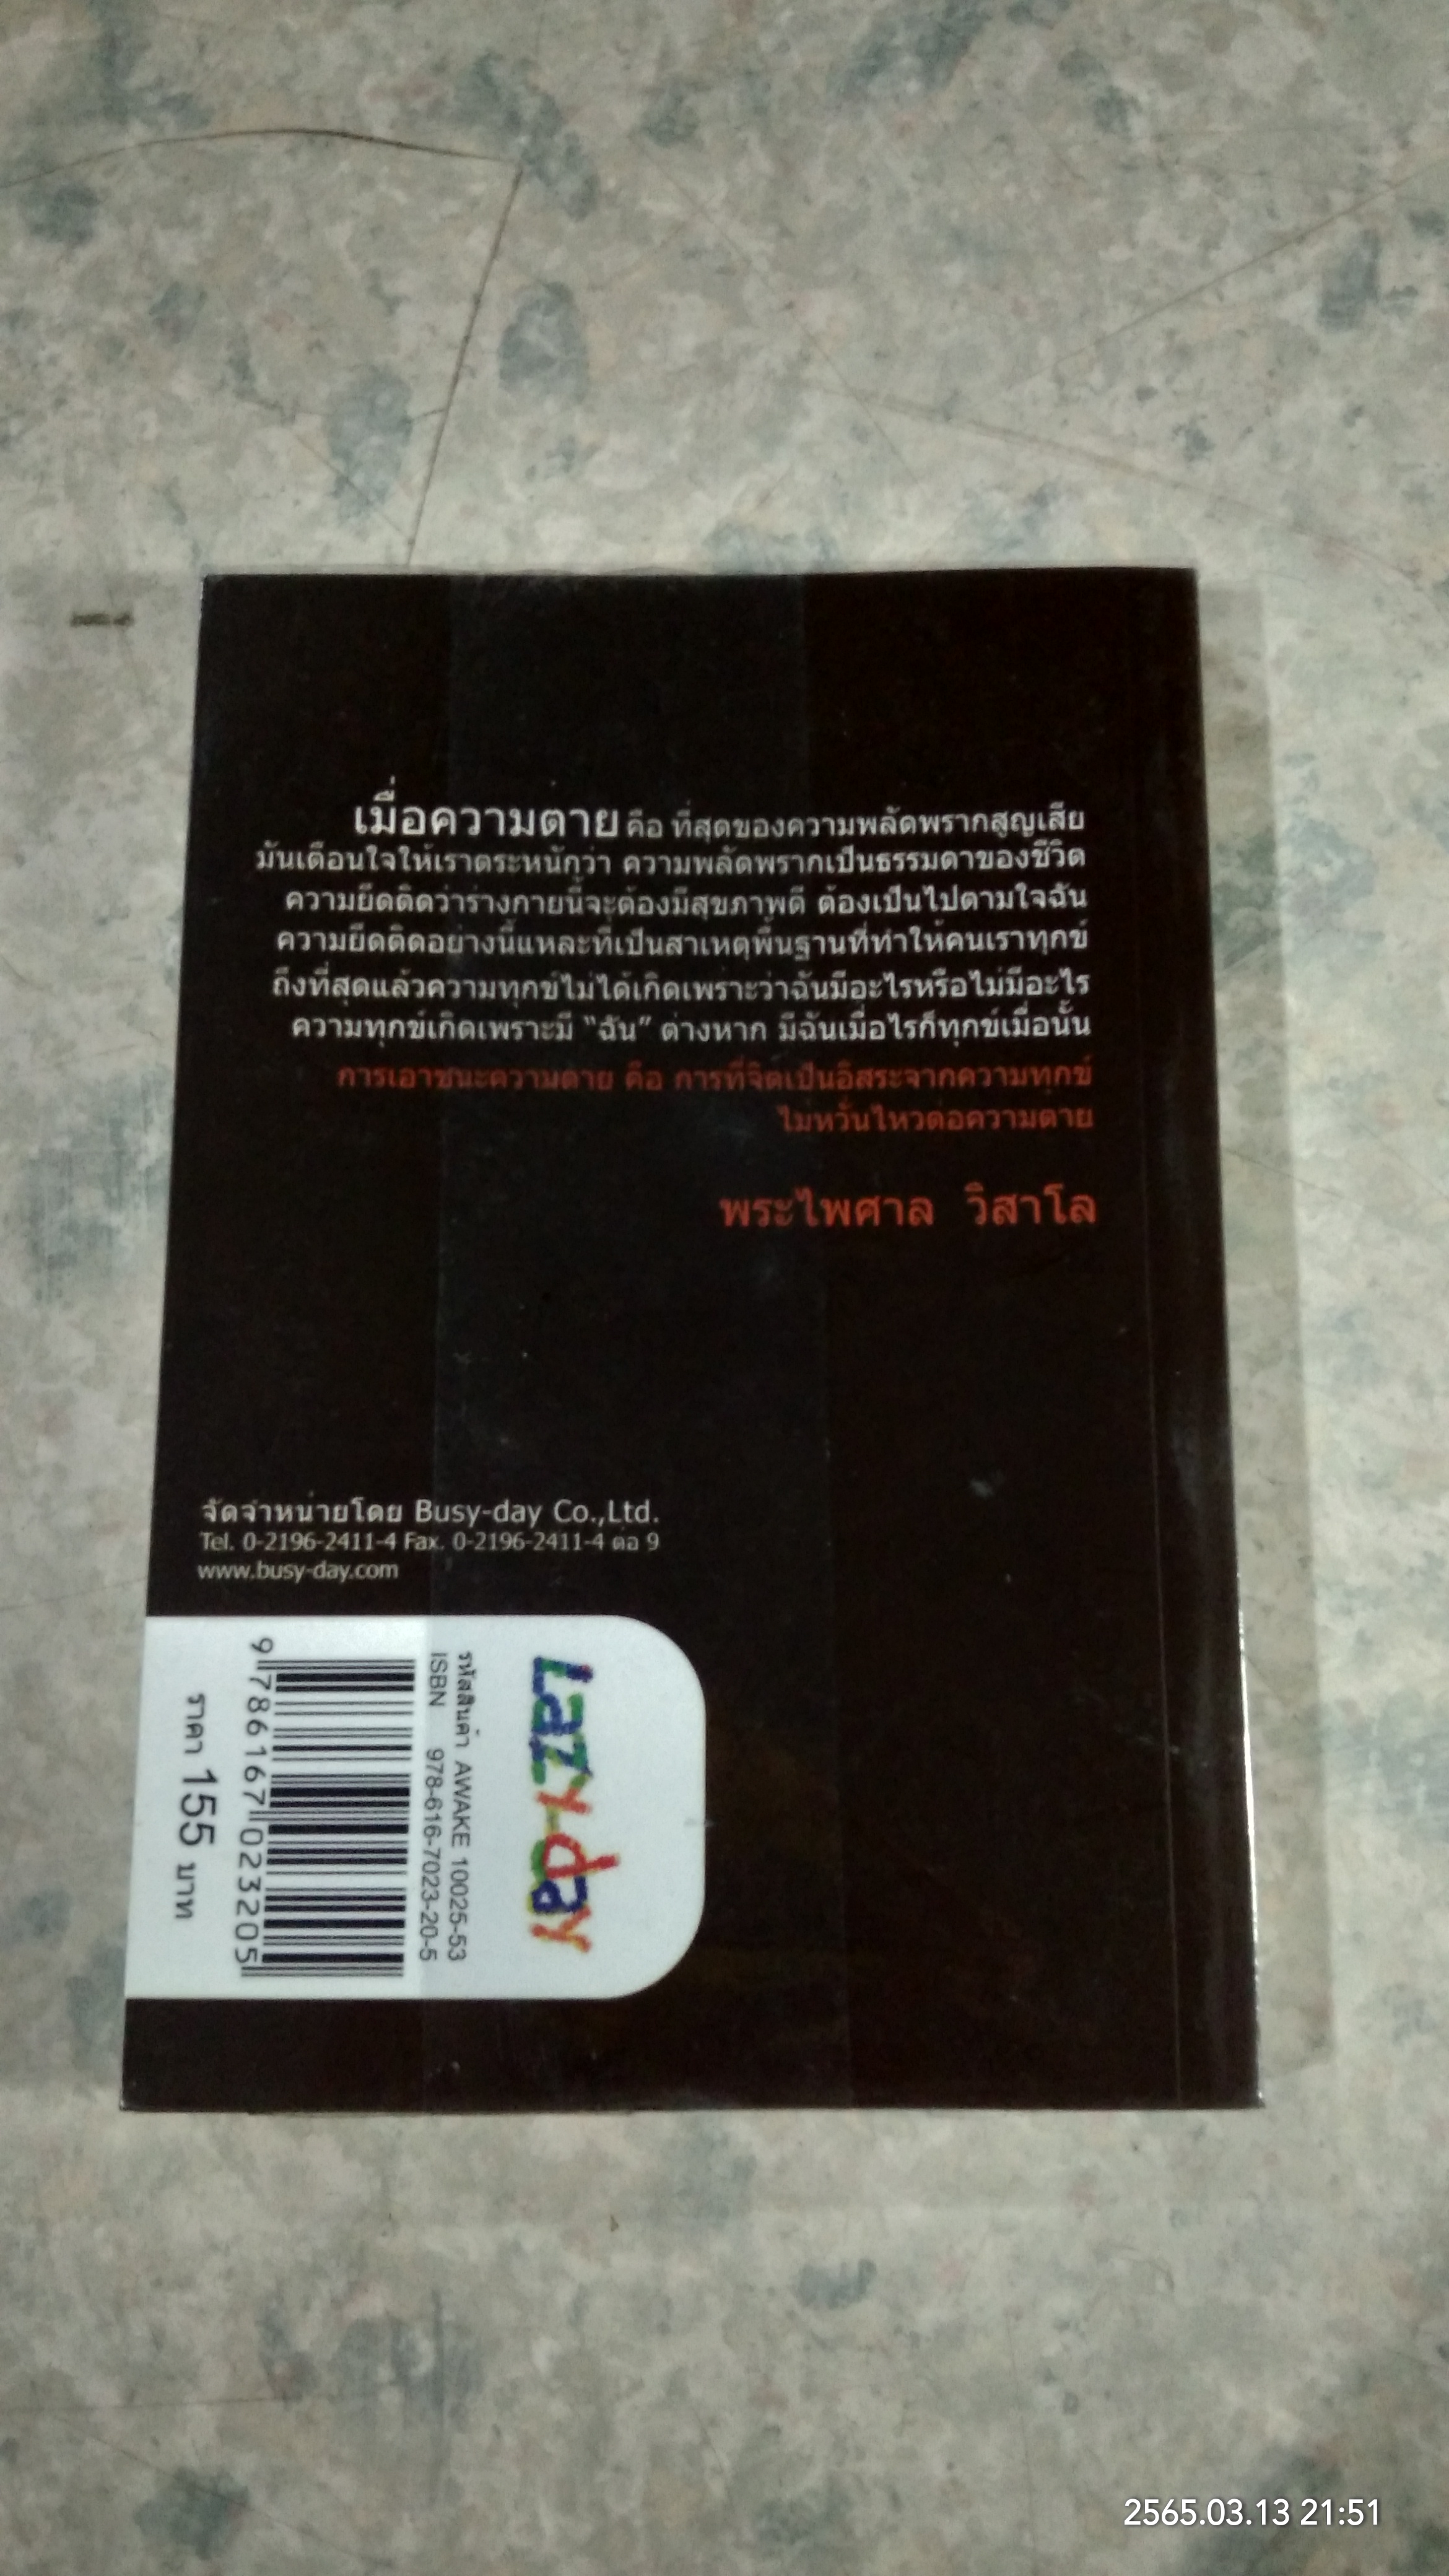 เมื่อความตาย คือ ที่สุดของความพลัดพรากสูญเสีย
มันเตือนใจให้เราตระหนักว่า ความพลัดพรากเป็นธรรมดาของชีวิต
ความยึดติดว่าร่างกายนี้จะต้องมีสุขภาพดี ต้องเป็นไปตามใจฉัน
ความยึดติดอย่างนี้แหละที่เป็นสาเหตุพื้นฐานที่ทำให้คนเราทุกข์
ถึงที่สุดแล้วความทุกข์ไม่ได้เกิดเพราะว่าฉันมีอะไรหรือไม่มีอะไร
ความทุกข์เกิดเพราะมี “ฉัน” ต่างหาก มีฉันเมื่อไรก็ทุกข์เมื่อนั้น
การเอาชนะความตาย คือ การที่จิตเป็นอิสระจากความทุกข์
ไม่หวั่นไหวต่อความตาย
พระไพศาล วิสาโล
จัดจำหน่ายโดย Busy-day Co.,Ltd.
Tel. 0-2196-2411-4 Fax. 0-2196-2411-4 ต่อ 9
www.busy-day.com
Lazy-day
รหัสสินค้า AWAKE 10025-53
ISBN 978-616-7023-20-5
9 786167 023205
ราคา 155 บาท
2565.03.13 21:51